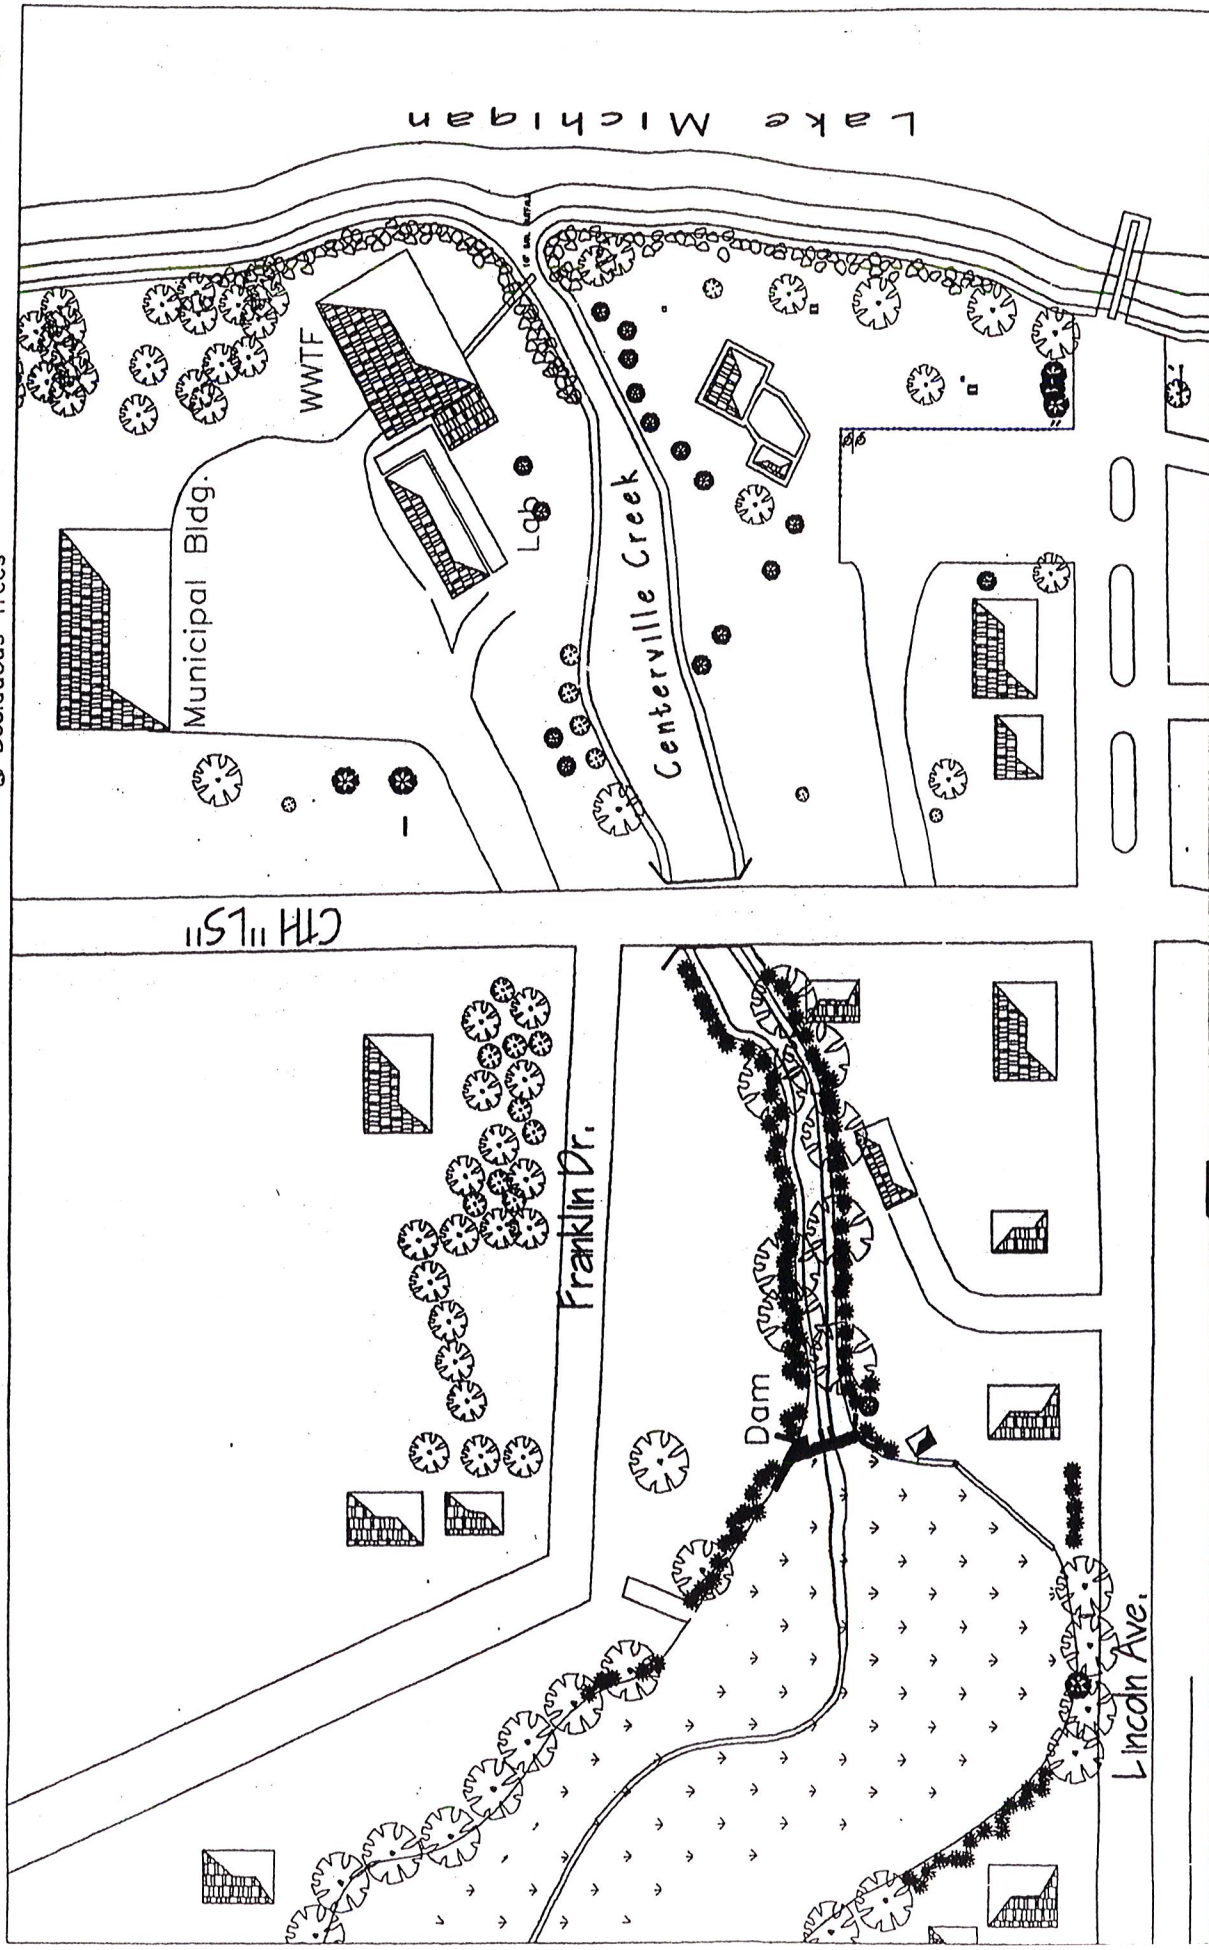 Lake Michigan
WWTF
Municipal Bldg.
Lab
Centerville Creek
CTH "LS"
Franklin Dr.
Dam
Lincoln Ave.